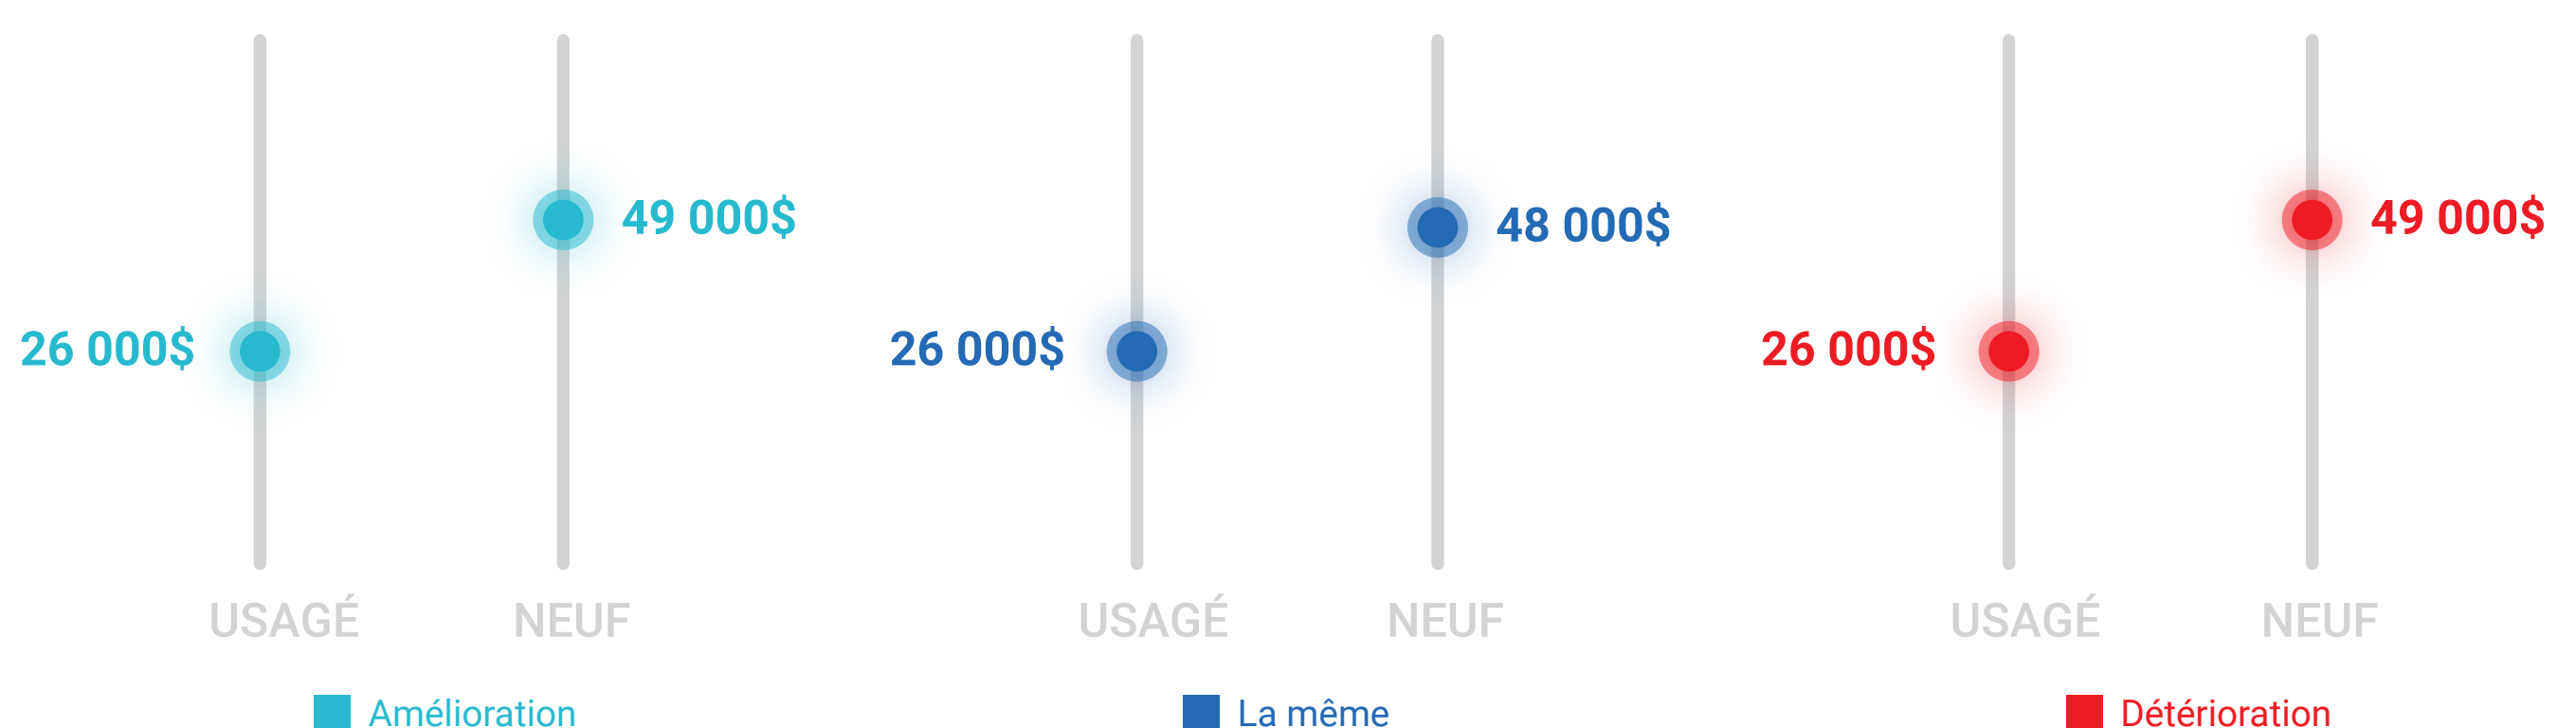 49 000$
26 000$
USAGÉ
NEUF
Amélioration
48 000$
26 000$
USAGÉ
NEUF
La même
49 000$
26 000$
USAGÉ
NEUF
Détérioration